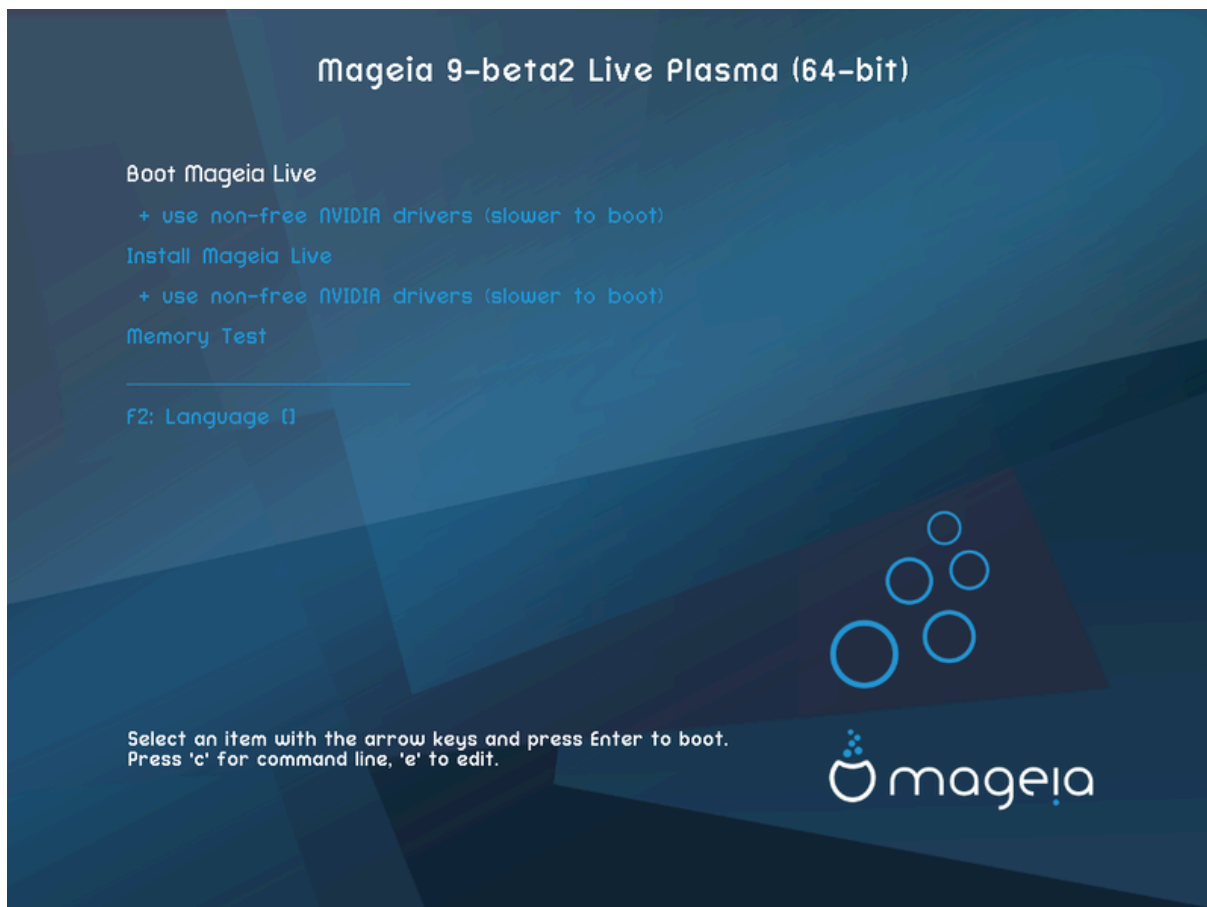 Mageia 9-beta2 Live Plasma (64-bit)
Boot Mageia Live
+ use non-free NVIDIA drivers (slower to boot)
Install Mageia Live
+ use non-free NVIDIA drivers (slower to boot)
Memory Test
F2: Language []
Select an item with the arrow keys and press Enter to boot.
Press 'c' for command line, 'e' to edit.
mageia